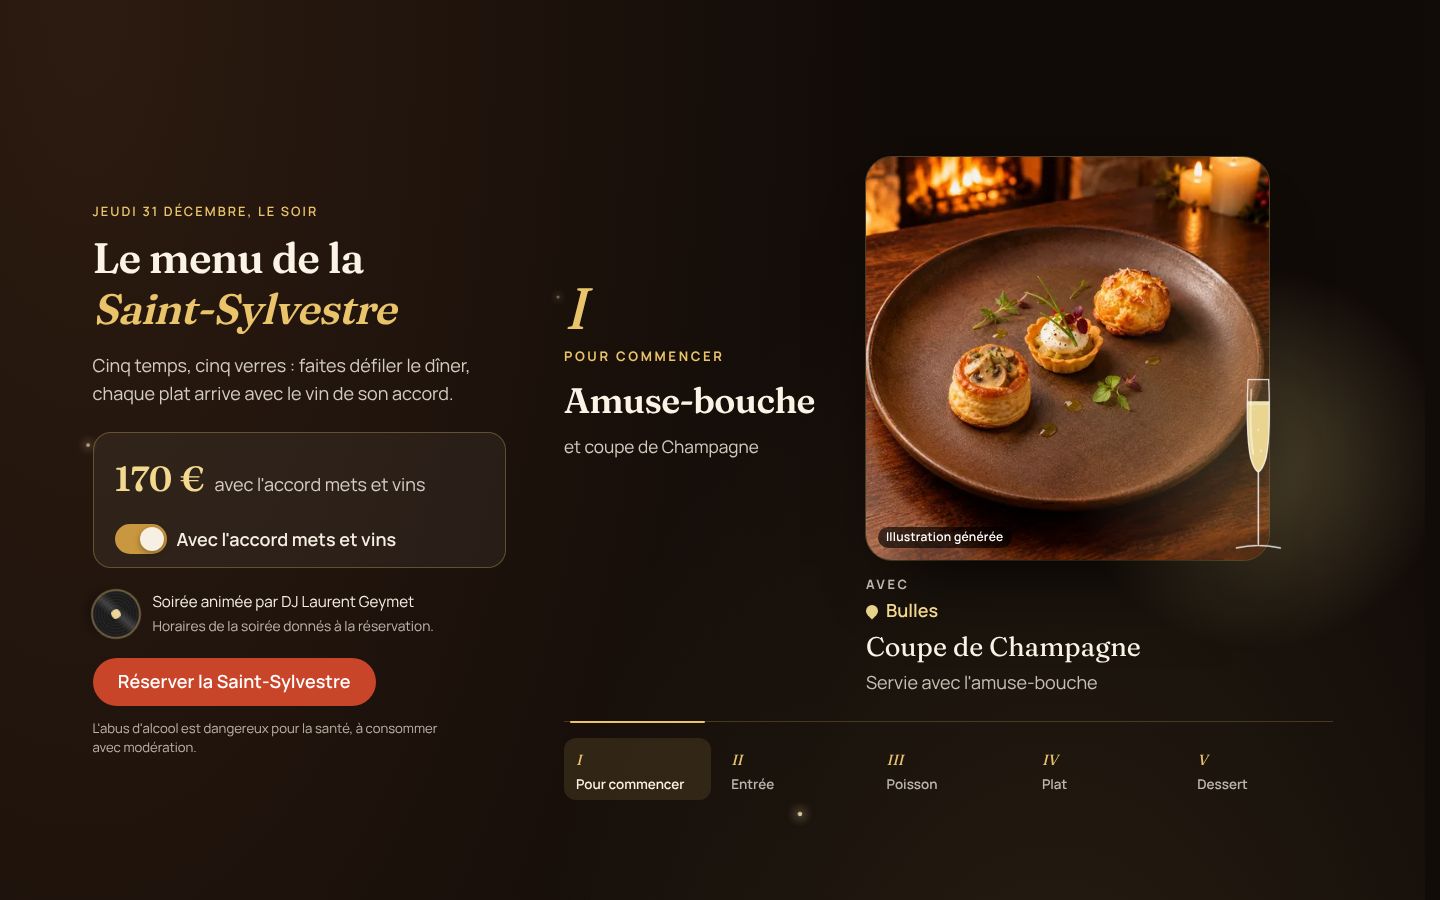 JEUDI 31 DÉCEMBRE, LE SOIR
Le menu de la
Saint-Sylvestre
Cinq temps, cinq verres : faites défiler le dîner,
chaque plat arrive avec le vin de son accord.
170 € avec l'accord mets et vins
Avec l'accord mets et vins
Soirée animée par DJ Laurent Geymet
Horaires de la soirée donnés à la réservation.
Réserver la Saint-Sylvestre
L'abus d'alcool est dangereux pour la santé, à consommer
avec modération.
I
POUR COMMENCER
Amuse-bouche
et coupe de Champagne
Illustration générée
AVEC
Bulles
Coupe de Champagne
Servie avec l'amuse-bouche
I
Pour commencer
II
Entrée
III
Poisson
IV
Plat
V
Dessert